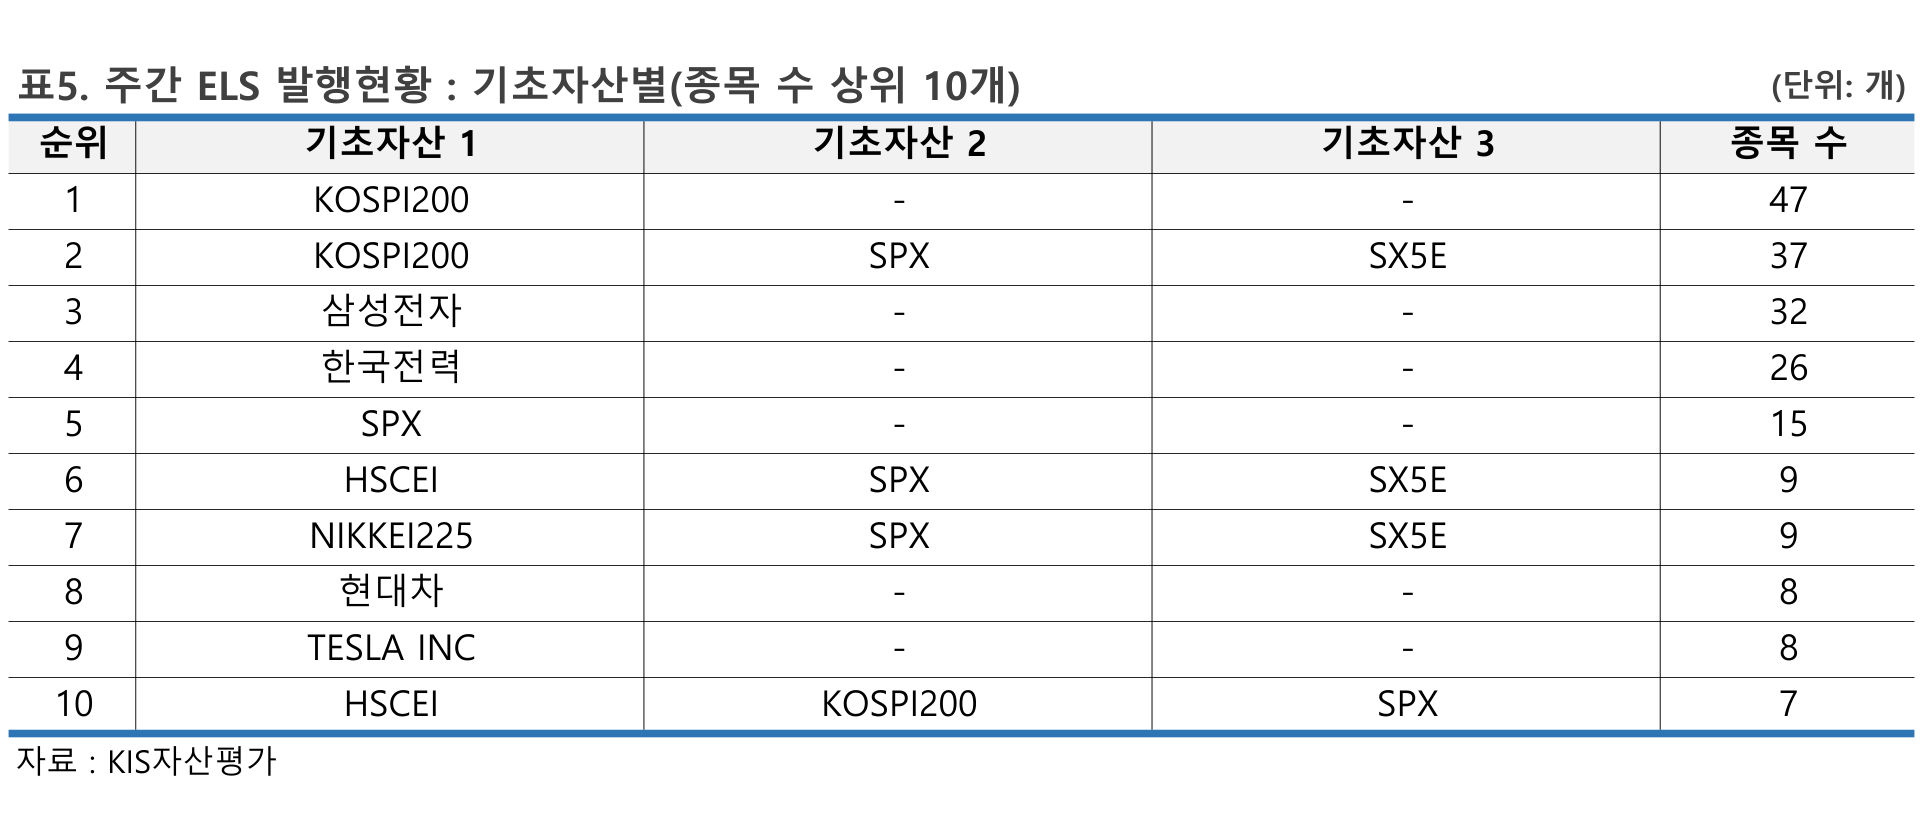 표5. 주간 ELS 발행현황 : 기초자산별(종목 수 상위 10개) (단위: 개)
순위 기초자산 1 기초자산 2 기초자산 3 종목 수
1 KOSPI200 - - 47
2 KOSPI200 SPX SX5E 37
3 삼성전자 - - 32
4 한국전력 - - 26
5 SPX - - 15
6 HSCEI SPX SX5E 9
7 NIKKEI225 SPX SX5E 9
8 현대차 - - 8
9 TESLA INC - - 8
10 HSCEI KOSPI200 SPX 7
자료 : KIS자산평가